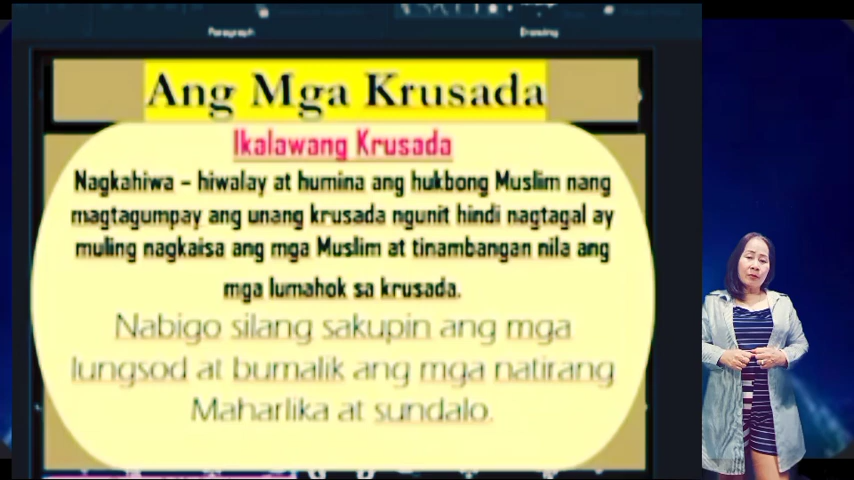 Paragraph
Drawing
Ang Mga Krusada
Ikalawang Krusada
Nagkahiwa – hiwalay at humina ang hukbong Muslim nang
magtagumpay ang unang krusada ngunit hindi nagtagal ay
muling nagkaisa ang mga Muslim at tinambangan nila ang
mga lumahok sa krusada.
Nabigo silang sakupin ang mga
lungsod at bumalik ang mga natirang
Maharlika at sundalo.